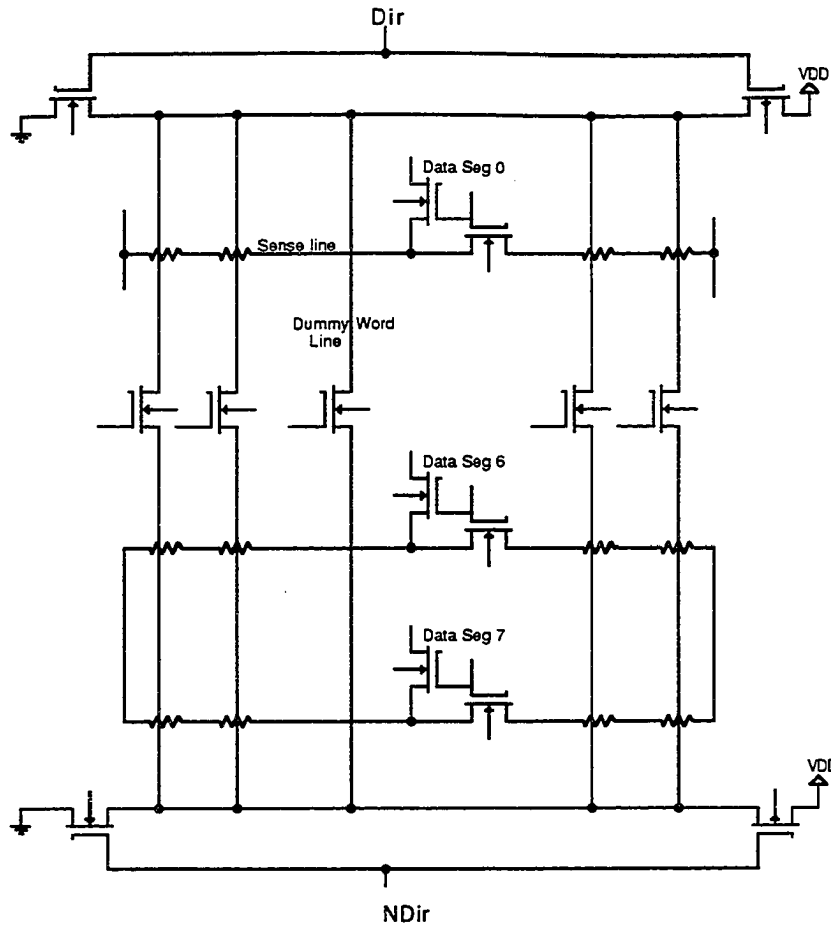 Dir
VDD
Data Seg 0
Sense line
Dummy Word
Line
Data Seg 6
Data Seg 7
VDD
NDir